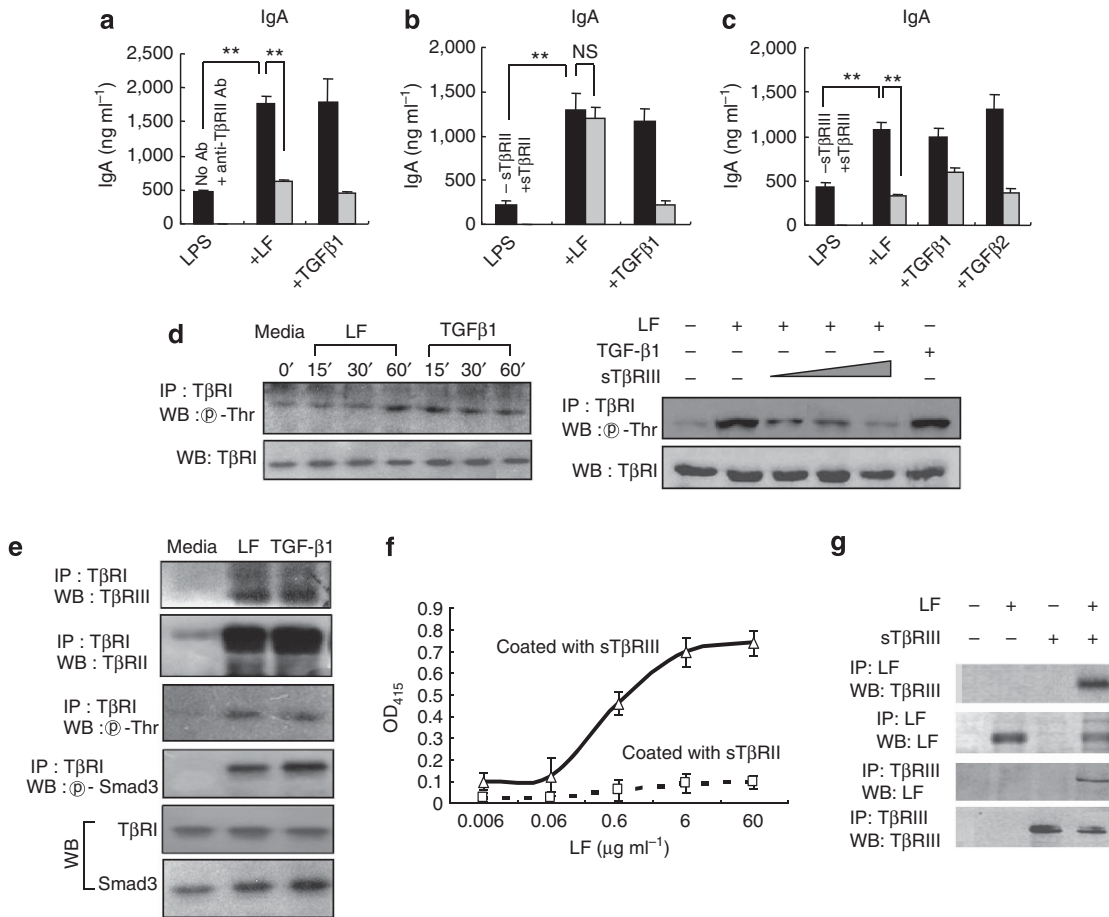 a
IgA
IgA (ng ml⁻¹)
2,500
2,000
1,500
1,000
500
0
** **
No Ab
+ anti-TβRII Ab
LPS
+LF
+TGFβ1
b
IgA
IgA (ng ml⁻¹)
2,000
1,500
1,000
500
0
** NS
– sTβRII
+sTβRII
LPS
+LF
+TGFβ1
c
IgA
IgA (ng ml⁻¹)
2,000
1,500
1,000
500
0
** **
–sTβRIII
+sTβRIII
LPS
+LF
+TGFβ1
+TGFβ2
d
Media LF TGFβ1
0′ 15′ 30′ 60′ 15′ 30′ 60′
IP : TβRI
WB : ⓟ -Thr
WB: TβRI
LF – + + + + –
TGF-β1 – – – – – +
sTβRIII – – –
IP : TβRI
WB : ⓟ -Thr
WB : TβRI
e
Media LF TGF-β1
IP : TβRI
WB : TβRIII
IP : TβRI
WB : TβRII
IP : TβRI
WB :ⓟ -Thr
IP : TβRI
WB :ⓟ - Smad3
WB
TβRI
Smad3
f
OD₄₁₅
0.9
0.8
0.7
0.6
0.5
0.4
0.3
0.2
0.1
0
Coated with sTβRIII
Coated with sTβRII
0.006 0.06 0.6 6 60
LF (μg ml⁻¹)
g
LF – + – +
sTβRIII – – + +
IP: LF
WB: TβRIII
IP: LF
WB: LF
IP: TβRIII
WB: LF
IP: TβRIII
WB: TβRIII